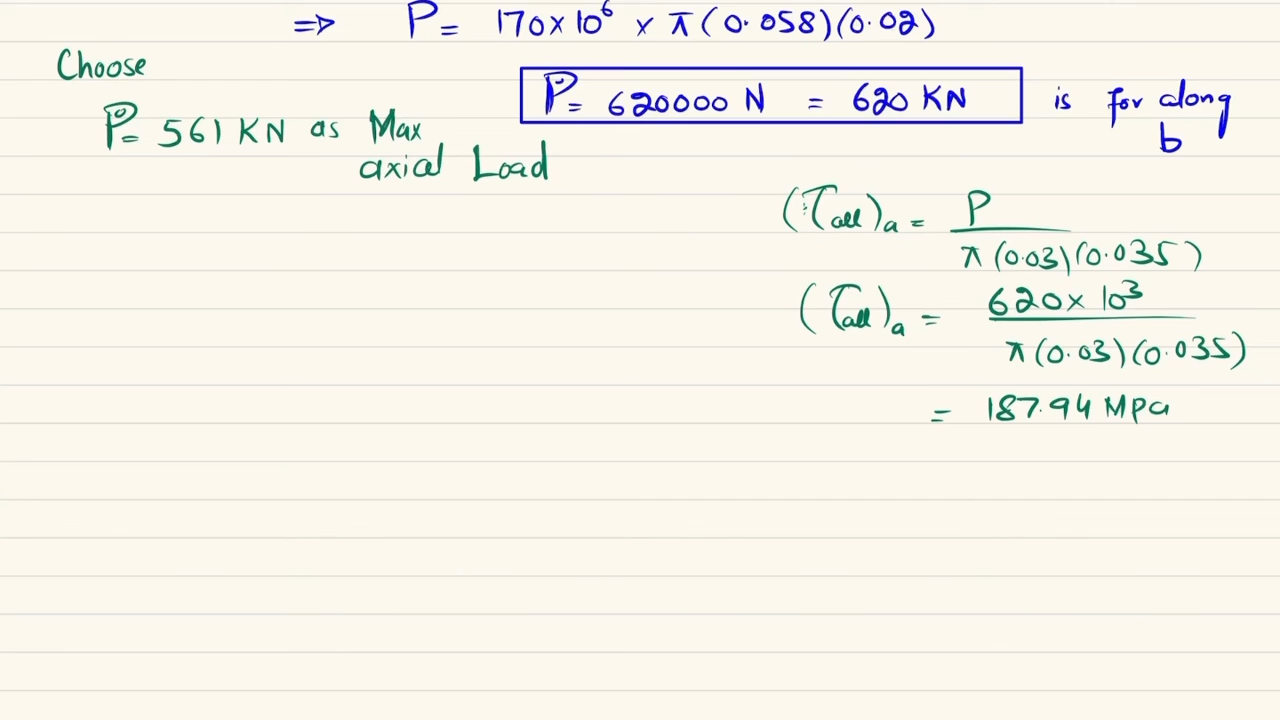 => P = 170 x 10⁶ x π (0.058)(0.02)
Choose
P = 620000 N = 620 KN is for along
b
P = 561 KN as Max
axial Load
(τall)a = P / π (0.03)(0.035)
(τall)a = 620 x 10³ / π (0.03)(0.035)
= 187.94 MPa